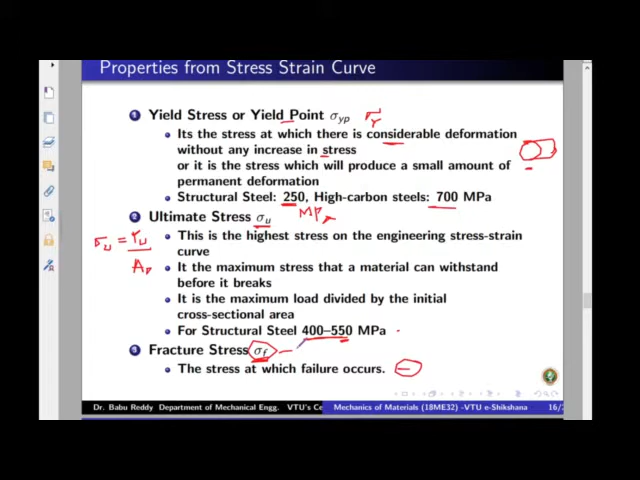 Properties from Stress Strain Curve
1 Yield Stress or Yield Point σyp σY
Its the stress at which there is considerable deformation
without any increase in stress
or it is the stress which will produce a small amount of
permanent deformation
Structural Steel: 250, High-carbon steels: 700 MPa
MPa
2 Ultimate Stress σu
σu = Pu
A
This is the highest stress on the engineering stress-strain
curve
It the maximum stress that a material can withstand
before it breaks
It is the maximum load divided by the initial
cross-sectional area
For Structural Steel 400–550 MPa
3 Fracture Stress σf
The stress at which failure occurs.
Dr. Babu Reddy Department of Mechanical Engg. VTU's Ce Mechanics of Materials (18ME32) -VTU e-Shikshana 16/